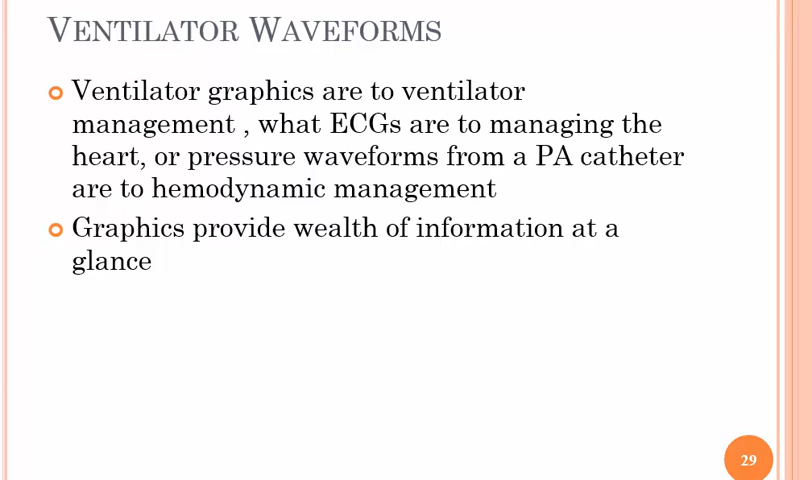 VENTILATOR WAVEFORMS
Ventilator graphics are to ventilator
management , what ECGs are to managing the
heart, or pressure waveforms from a PA catheter
are to hemodynamic management
Graphics provide wealth of information at a
glance
29